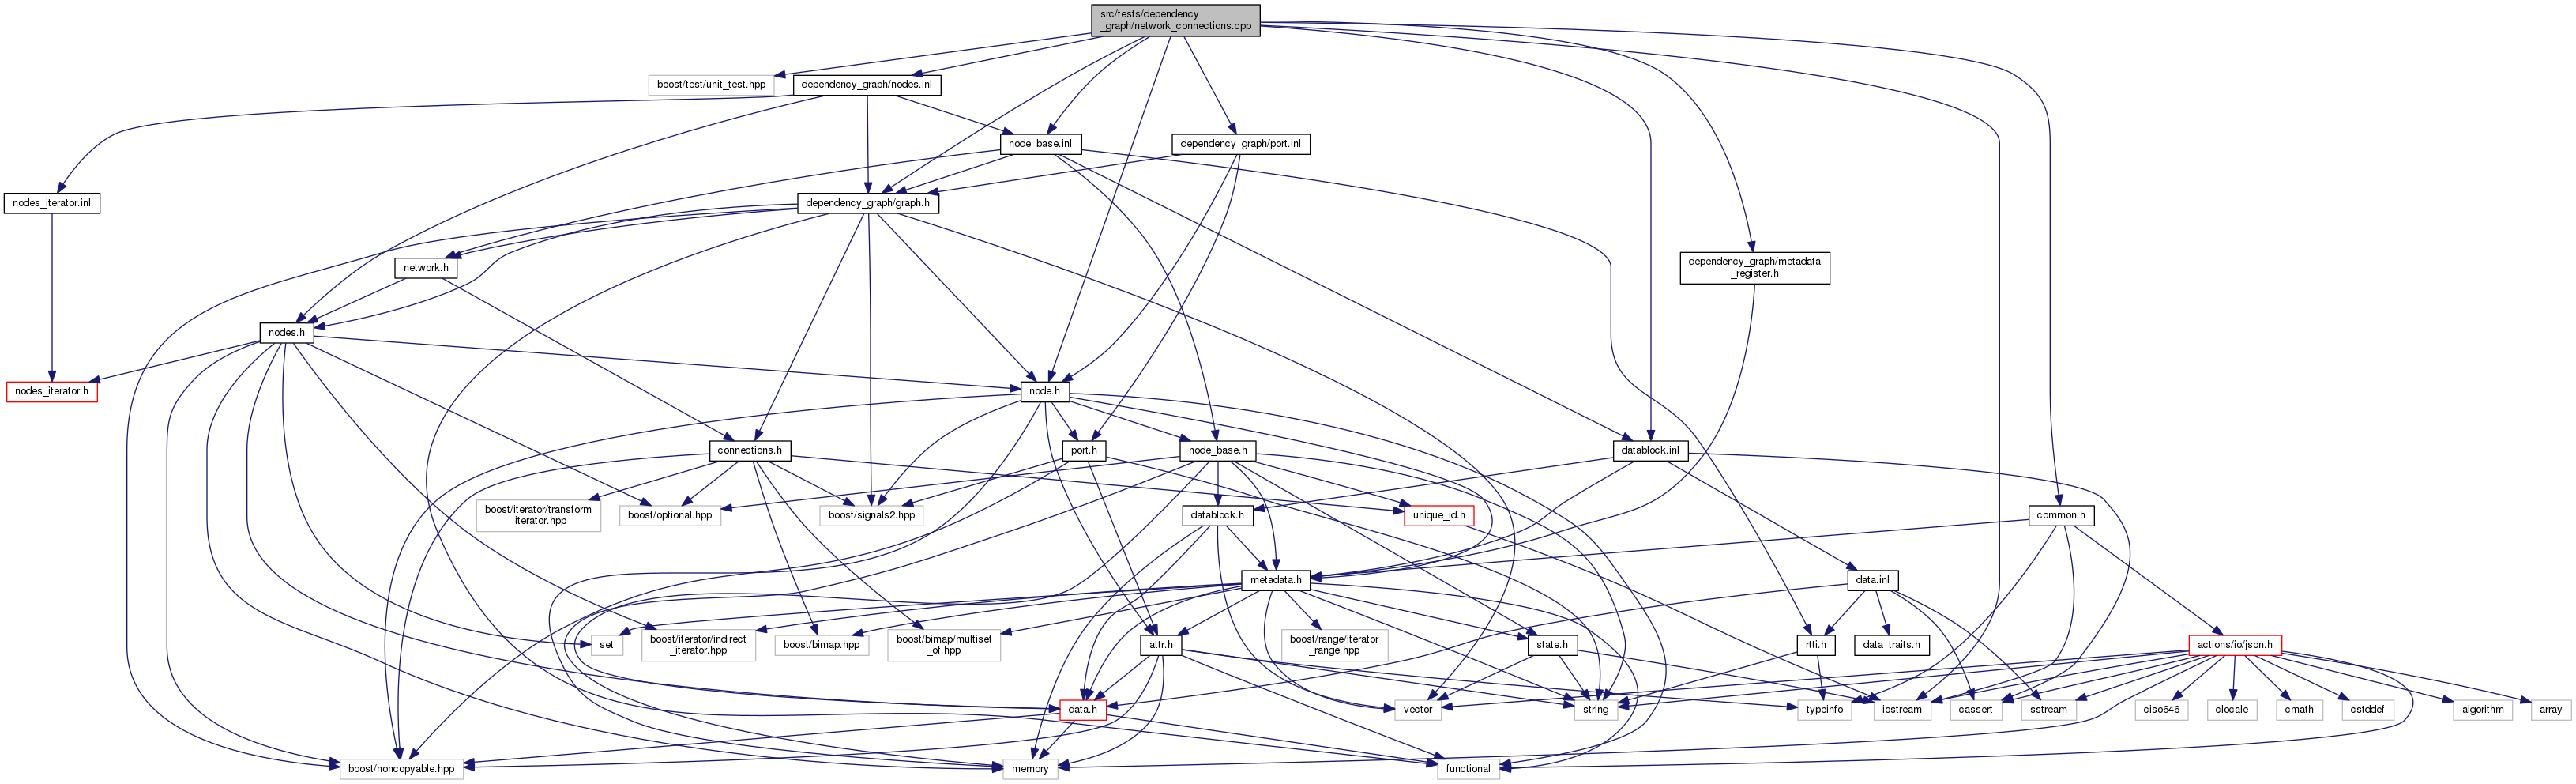 src/tests/dependency
_graph/network_connections.cpp
boost/test/unit_test.hpp
dependency_graph/nodes.inl
node_base.inl
dependency_graph/port.inl
nodes_iterator.inl
dependency_graph/graph.h
network.h
dependency_graph/metadata
_register.h
nodes.h
nodes_iterator.h
node.h
connections.h
port.h
node_base.h
datablock.inl
boost/iterator/transform
_iterator.hpp
boost/optional.hpp
boost/signals2.hpp
datablock.h
unique_id.h
common.h
metadata.h
data.inl
set
boost/iterator/indirect
_iterator.hpp
boost/bimap.hpp
boost/bimap/multiset
_of.hpp
attr.h
boost/range/iterator
_range.hpp
state.h
rtti.h
data_traits.h
actions/io/json.h
data.h
vector
string
typeinfo
iostream
cassert
sstream
ciso646
clocale
cmath
cstddef
algorithm
array
boost/noncopyable.hpp
memory
functional